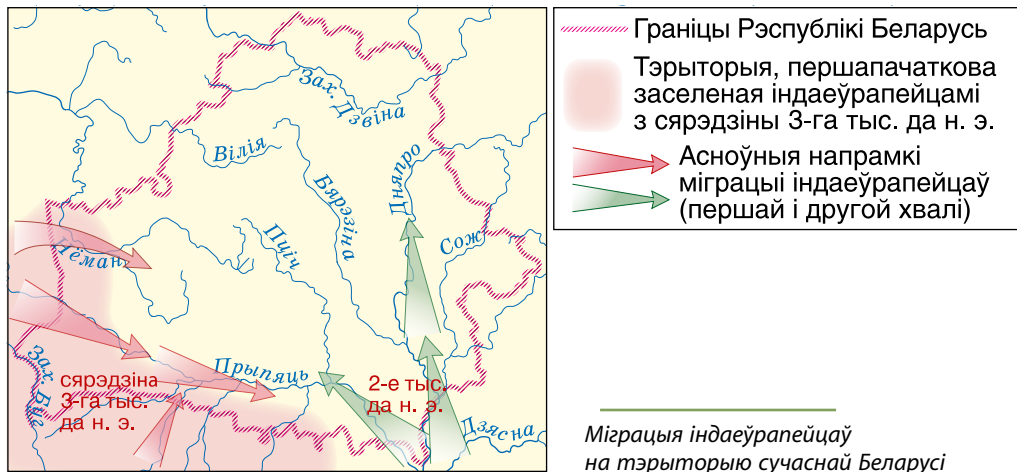 Зах. Дзвіна
Вілія
Бярэзіна
Дняпро
Сож
Пціч
Нёман
Зах. Буг
Прыпяць
Дзясна
сярэдзіна
3-га тыс.
да н. э.
2-е тыс.
да н. э.
Граніцы Рэспублікі Беларусь
Тэрыторыя, першапачаткова
заселеная індаеўрапейцамі
з сярэдзіны 3-га тыс. да н. э.
Асноўныя напрамкі
міграцыі індаеўрапейцаў
(першай і другой хвалі)
Міграцыя індаеўрапейцаў
на тэрыторыю сучаснай Беларусі